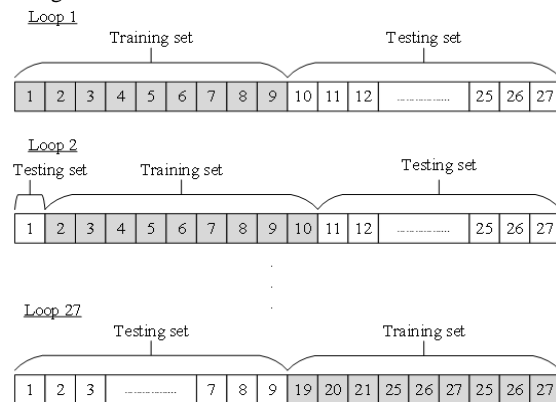 Loop 1
Training set Testing set
1 2 3 4 5 6 7 8 9 10 11 12 .................. 25 26 27
Loop 2
Testing set Training set Testing set
1 2 3 4 5 6 7 8 9 10 11 12 .................. 25 26 27
Loop 27
Testing set Training set
1 2 3 .................. 7 8 9 19 20 21 25 26 27 25 26 27